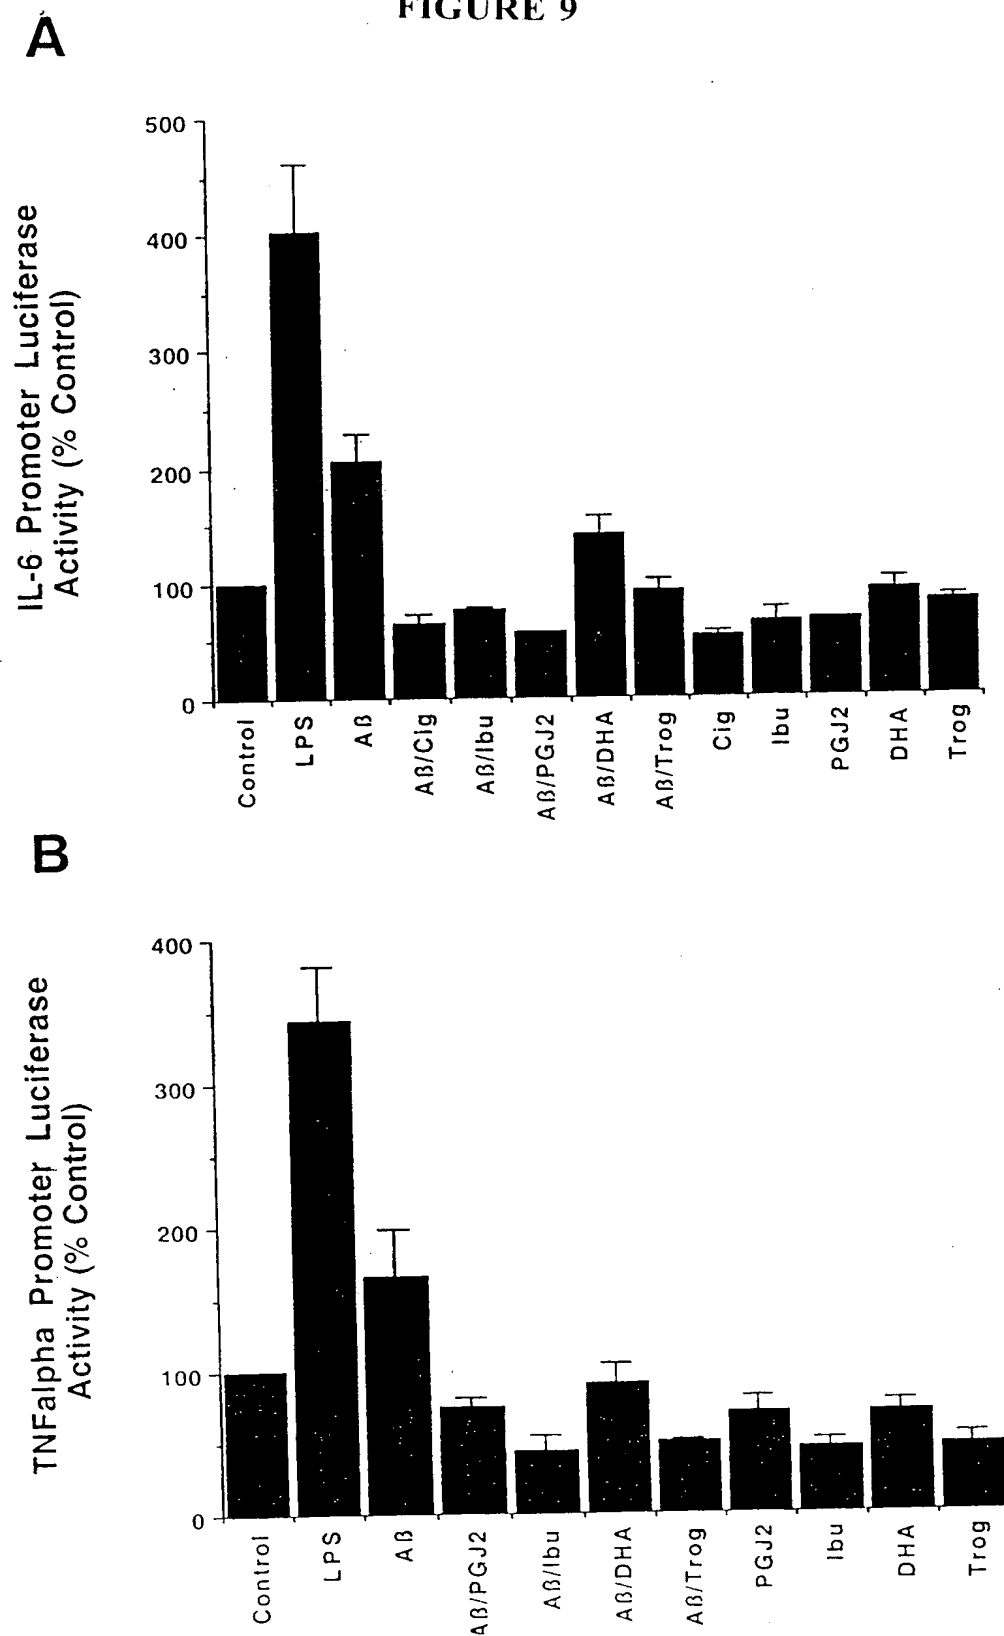 FIGURE 9
A
IL-6 Promoter Luciferase
Activity (% Control)
500
400
300
200
100
0
Control
LPS
Aß
Aß/Cig
Aß/Ibu
Aß/PGJ2
Aß/DHA
Aß/Trog
Cig
Ibu
PGJ2
DHA
Trog
B
TNFalpha Promoter Luciferase
Activity (% Control)
400
300
200
100
0
Control
LPS
Aß
Aß/PGJ2
Aß/Ibu
Aß/DHA
Aß/Trog
PGJ2
Ibu
DHA
Trog